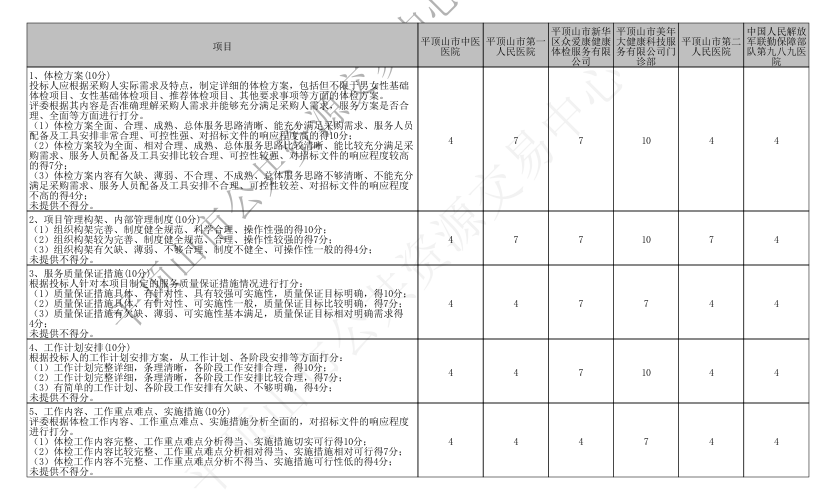 项目
平顶山市中医
医院
平顶山市第一
人民医院
平顶山市新华
区众爱康健康
体检服务有限
公司
平顶山市美年
大健康科技服
务有限公司门
诊部
平顶山市第二
人民医院
中国人民解放
军联勤保障部
队第九八九医
院
1、体检方案(10分)
投标人应根据采购人实际需求及特点，制定详细的体检方案，包括但不限于男女性基础
体检项目、女性基础体检项目、推荐体检项目、其他要求事项等方面的体检方案。
评委根据其内容是否准确理解采购人需求并能够充分满足采购人需求，服务方案是否合
理、全面等方面进行打分。
（1）体检方案全面、合理、成熟、总体服务思路清晰、能充分满足采购需求、服务人员
配备及工具安排非常合理、可控性强、对招标文件的响应程度高的得10分；
（2）体检方案较为全面、相对合理、成熟、总体服务思路比较清晰、能比较充分满足采
购需求、服务人员配备及工具安排比较合理、可控性较强、对招标文件的响应程度较高
的得7分；
（3）体检方案内容有欠缺、薄弱、不合理、不成熟、总体服务思路不够清晰、不能充分
满足采购需求、服务人员配备及工具安排不合理、可控性较差、对招标文件的响应程度
不高的得4分；
未提供不得分。
4 7 7 10 4 4
2、项目管理构架、内部管理制度(10分)
（1）组织构架完善、制度健全规范、科学合理、操作性强的得10分；
（2）组织构架较为完善、制度健全规范、合理、操作性较强的得7分；
（3）组织构架有欠缺、薄弱、不够合理、制度不健全、可操作性一般的得4分；
未提供不得分。
4 7 7 10 7 4
3、服务质量保证措施(10分)
根据投标人针对本项目制定的服务质量保证措施情况进行打分：
（1）质量保证措施具体、有针对性、具有较强可实施性，质量保证目标明确，得10分；
（2）质量保证措施具体、有针对性、可实施性一般，质量保证目标比较明确，得7分；
（3）质量保证措施有欠缺、薄弱、可实施性基本满足，质量保证目标相对明确需求得
4分；
未提供不得分。
4 4 7 7 4 4
4、工作计划安排(10分)
根据投标人的工作计划安排方案，从工作计划、各阶段安排等方面打分：
（1）工作计划完整详细，条理清晰，各阶段工作安排合理，得10分；
（2）工作计划完整详细，条理清晰，各阶段工作安排比较合理，得7分；
（3）有简单的工作计划、各阶段工作安排有欠缺、不够明确，得4分；
未提供不得分。
4 4 7 10 4 4
5、工作内容、工作重点难点、实施措施(10分)
评委根据体检工作内容、工作重点难点、实施措施分析全面的，对招标文件的响应程度
进行打分。
（1）体检工作内容完整、工作重点难点分析得当、实施措施切实可行得10分；
（2）体检工作内容比较完整、工作重点难点分析相对得当、实施措施相对可行得7分；
（3）体检工作内容不完整、工作重点难点分析不得当、实施措施可行性低的得4分；
未提供不得分。
4 4 4 7 4 4
平顶山市公共资源交易中心
平顶山市公共资源交易中心